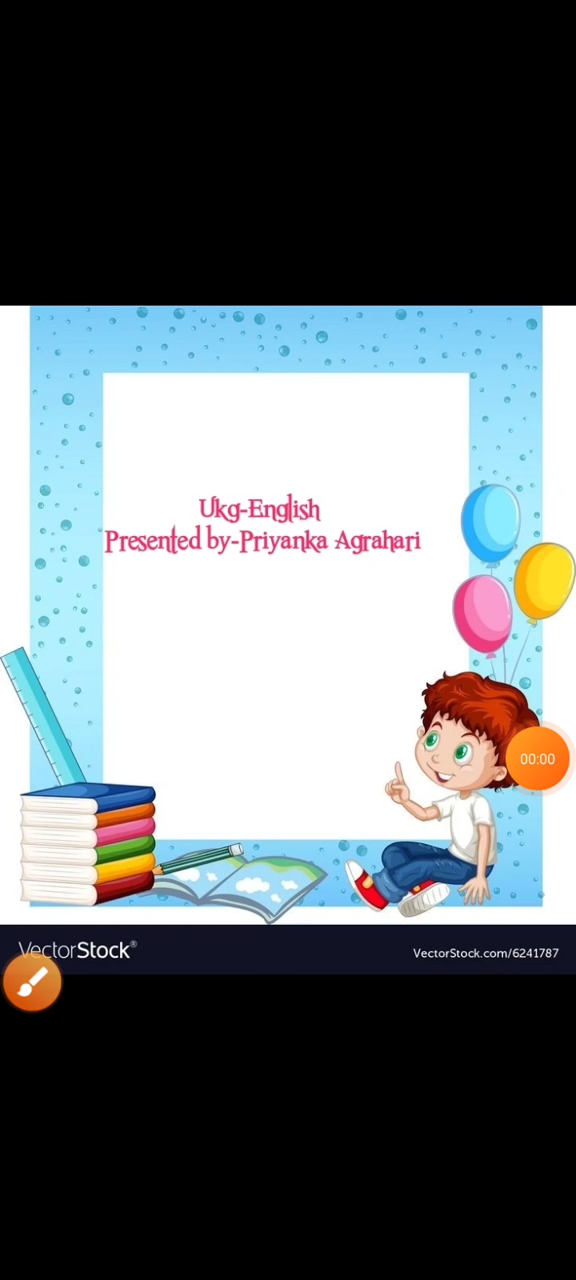 Ukg-English
Presented by-Priyanka Agrahari
00:00
VectorStock®
VectorStock.com/6241787